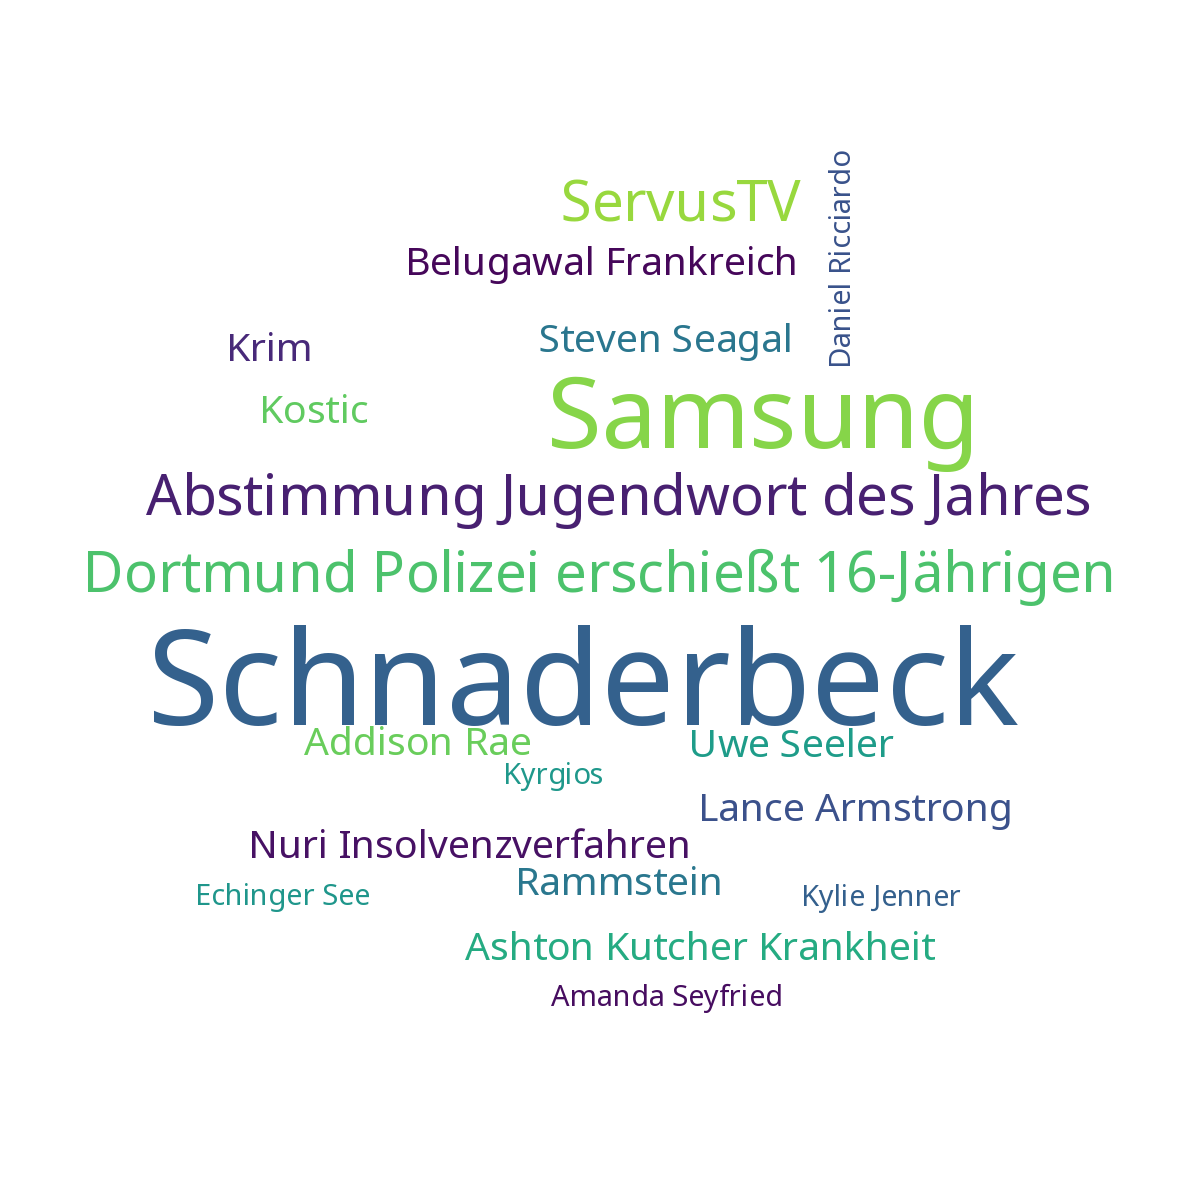 ServusTV
Daniel Ricciardo
Belugawal Frankreich
Steven Seagal
Krim
Kostic
Samsung
Abstimmung Jugendwort des Jahres
Dortmund Polizei erschießt 16-Jährigen
Schnaderbeck
Addison Rae
Uwe Seeler
Kyrgios
Lance Armstrong
Nuri Insolvenzverfahren
Rammstein
Echinger See
Kylie Jenner
Ashton Kutcher Krankheit
Amanda Seyfried